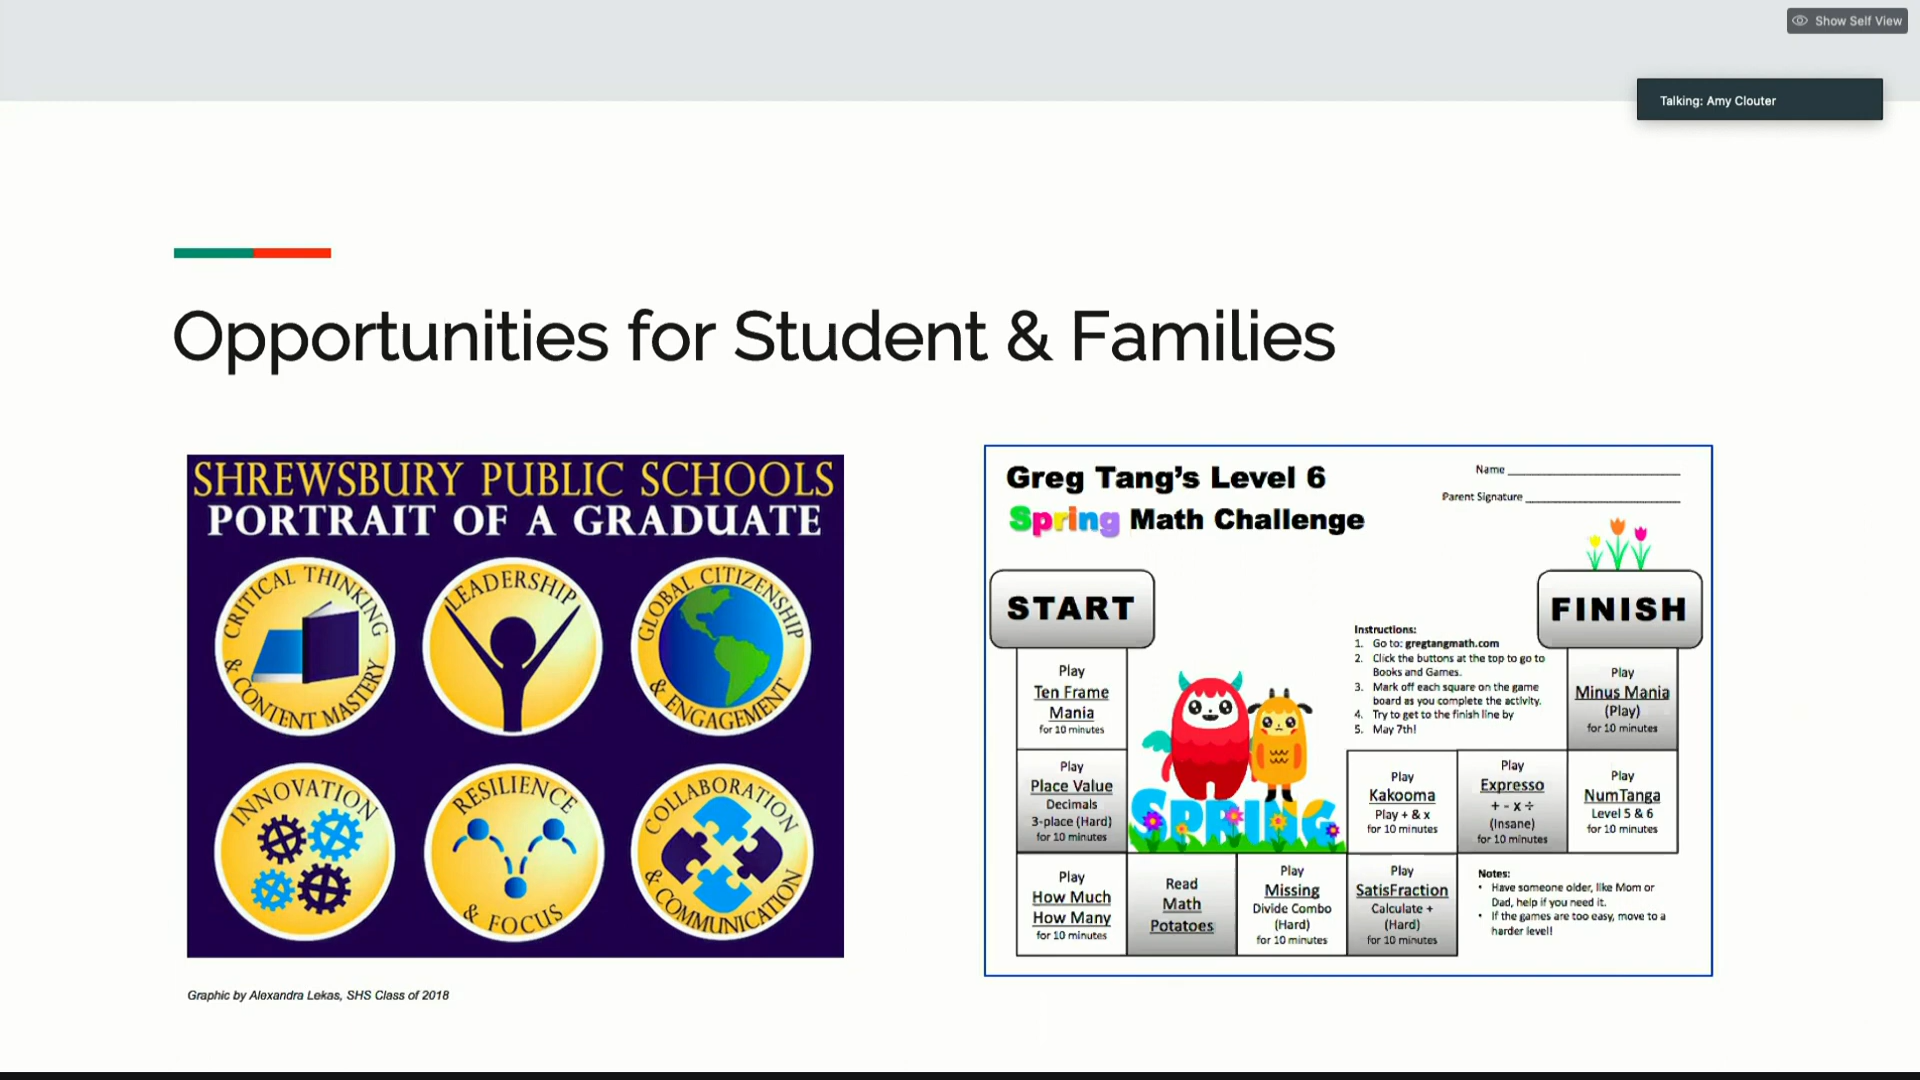 Show Self View
Talking: Amy Clouter
Opportunities for Student & Families
SHREWSBURY PUBLIC SCHOOLS
PORTRAIT OF A GRADUATE
CRITICAL THINKING
& CONTENT MASTERY
LEADERSHIP
GLOBAL CITIZENSHIP
& ENGAGEMENT
INNOVATION
RESILIENCE
& FOCUS
COLLABORATION
& COMMUNICATION
Graphic by Alexandra Lekas, SHS Class of 2018
Greg Tang's Level 6
Spring Math Challenge
Name
Parent Signature
START
FINISH
Instructions:
1. Go to: gregtangmath.com
2. Click the buttons at the top to go to
Books and Games.
3. Mark off each square on the game
board as you complete the activity.
4. Try to get to the finish line by
5. May 7th!
Play
Ten Frame
Mania
for 10 minutes
Play
Place Value
Decimals
3-place (Hard)
for 10 minutes
Play
How Much
How Many
for 10 minutes
Read
Math
Potatoes
Play
Missing
Divide Combo
(Hard)
for 10 minutes
Play
SatisFraction
Calculate +
(Hard)
for 10 minutes
Play
Kakooma
Play + & x
for 10 minutes
Play
Expresso
+ - x ÷
(Insane)
for 10 minutes
Play
NumTanga
Level 5 & 6
for 10 minutes
Play
Minus Mania
(Play)
for 10 minutes
SPRING
Notes:
• Have someone older, like Mom or
Dad, help if you need it.
• If the games are too easy, move to a
harder level!